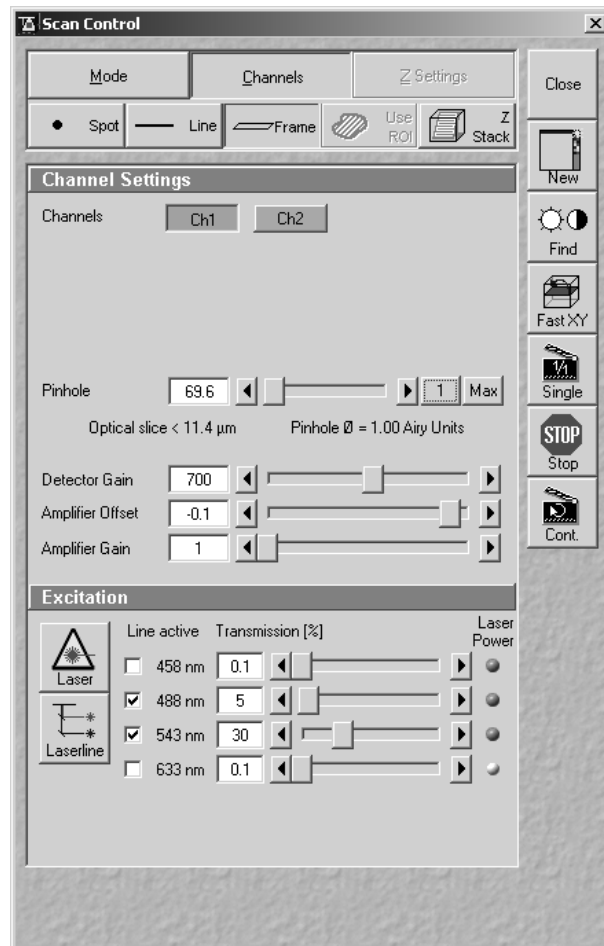 Scan Control
Mode Channels Z Settings
Spot Line Frame Use ROI Z Stack
Close
New
Find
Fast XY
1/1
Single
STOP
Stop
Cont.
Channel Settings
Channels Ch1 Ch2
Pinhole 69.6 1 Max
Optical slice < 11.4 µm Pinhole Ø = 1.00 Airy Units
Detector Gain 700
Amplifier Offset -0.1
Amplifier Gain 1
Excitation
Laser
Laserline
Line active Transmission [%] Laser Power
458 nm 0.1
488 nm 5
543 nm 30
633 nm 0.1